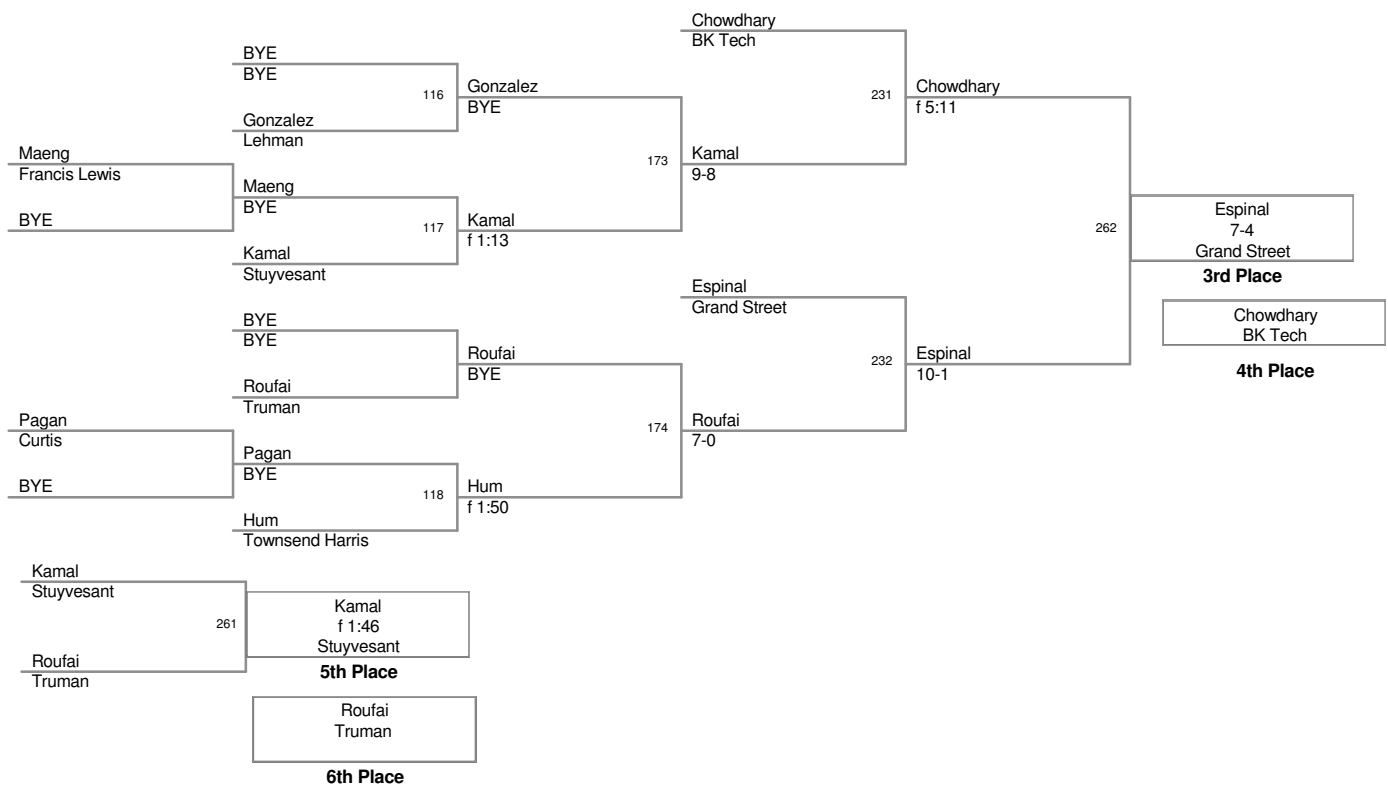 Chowdhary
BK Tech
BYE
BYE
116
Gonzalez
BYE
231
Chowdhary
f 5:11
Gonzalez
Lehman
Maeng
Francis Lewis
173
Kamal
9-8
Maeng
BYE
BYE
117
Kamal
f 1:13
262
Espinal
7-4
Grand Street
3rd Place
Kamal
Stuyvesant
Espinal
Grand Street
Chowdhary
BK Tech
4th Place
BYE
BYE
Roufai
BYE
232
Espinal
10-1
Roufai
Truman
Pagan
Curtis
174
Roufai
7-0
Pagan
BYE
BYE
118
Hum
f 1:50
Hum
Townsend Harris
Kamal
Stuyvesant
261
Kamal
f 1:46
Stuyvesant
5th Place
Roufai
Truman
Roufai
Truman
6th Place